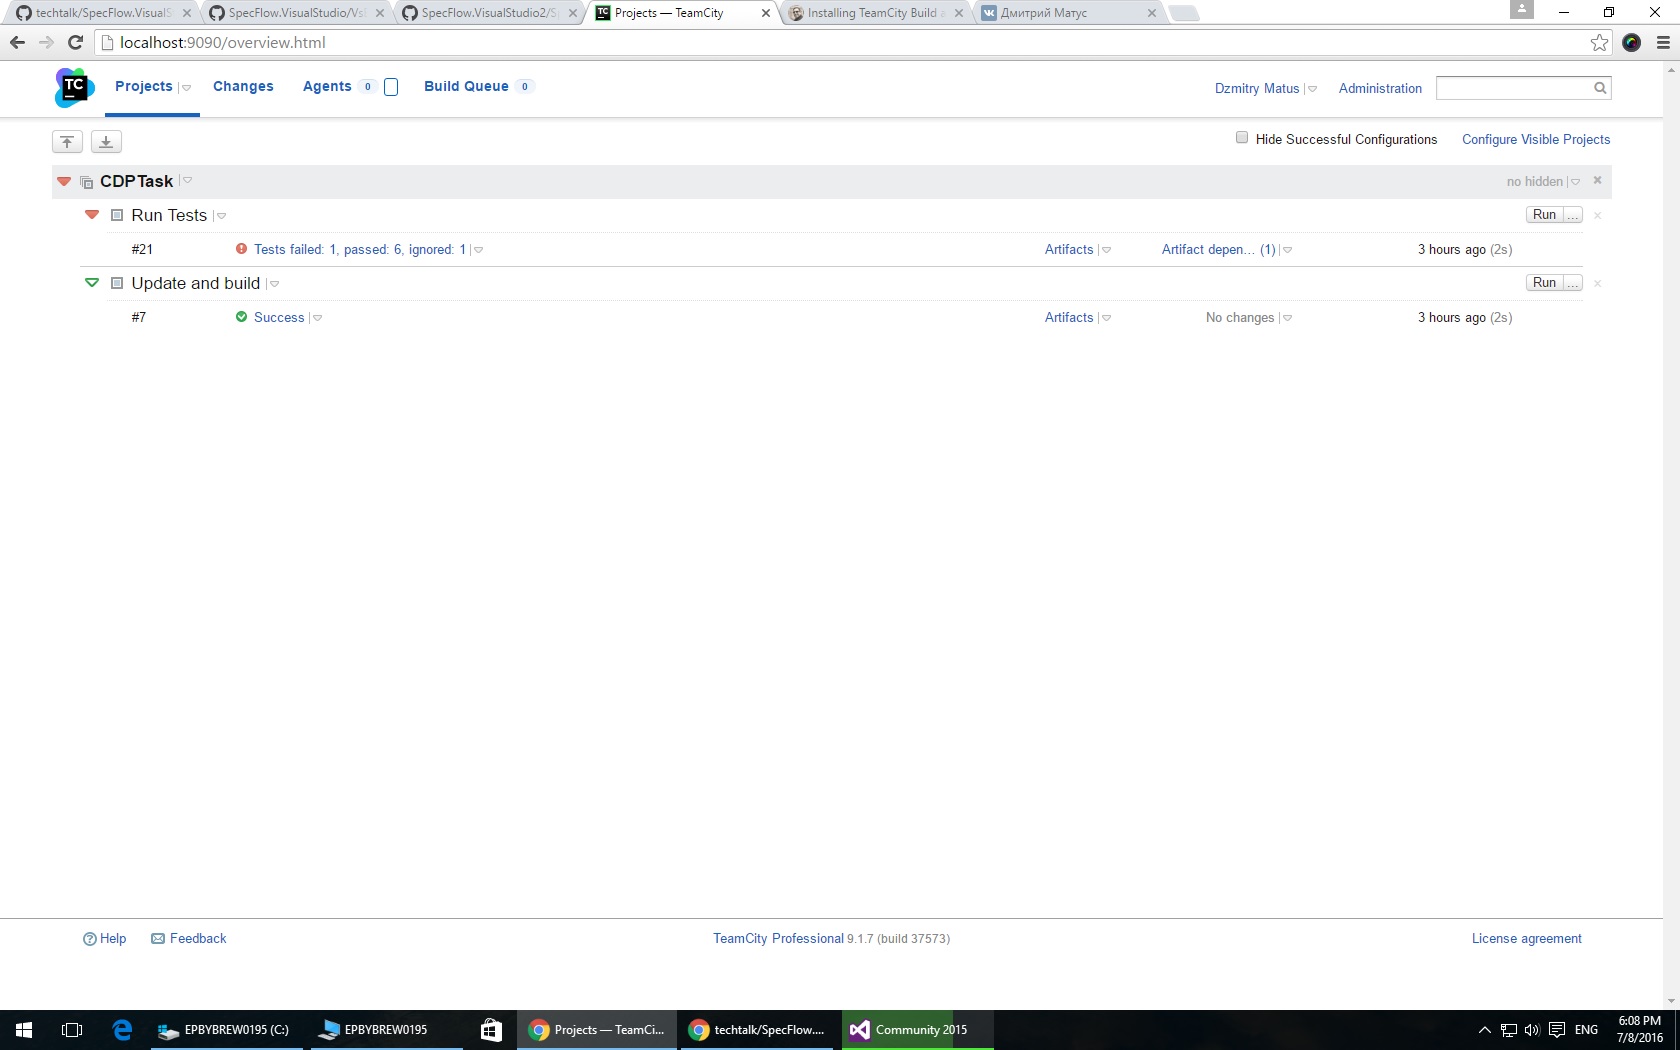 techtalk/SpecFlow.VisualS
SpecFlow.VisualStudio/Vs
SpecFlow.VisualStudio2/S
TC Projects — TeamCity
Installing TeamCity Build a
Дмитрий Матус
localhost:9090/overview.html
TC
Projects
Changes
Agents 0
Build Queue 0
Dzmitry Matus
Administration
Hide Successful Configurations
Configure Visible Projects
CDPTask
no hidden
Run Tests
Run ...
#21
Tests failed: 1, passed: 6, ignored: 1
Artifacts
Artifact depen... (1)
3 hours ago (2s)
Update and build
Run ...
#7
Success
Artifacts
No changes
3 hours ago (2s)
Help
Feedback
TeamCity Professional 9.1.7 (build 37573)
License agreement
EPBYBREW0195 (C:)
EPBYBREW0195
Projects — TeamCi...
techtalk/SpecFlow....
Community 2015
ENG
6:08 PM
7/8/2016